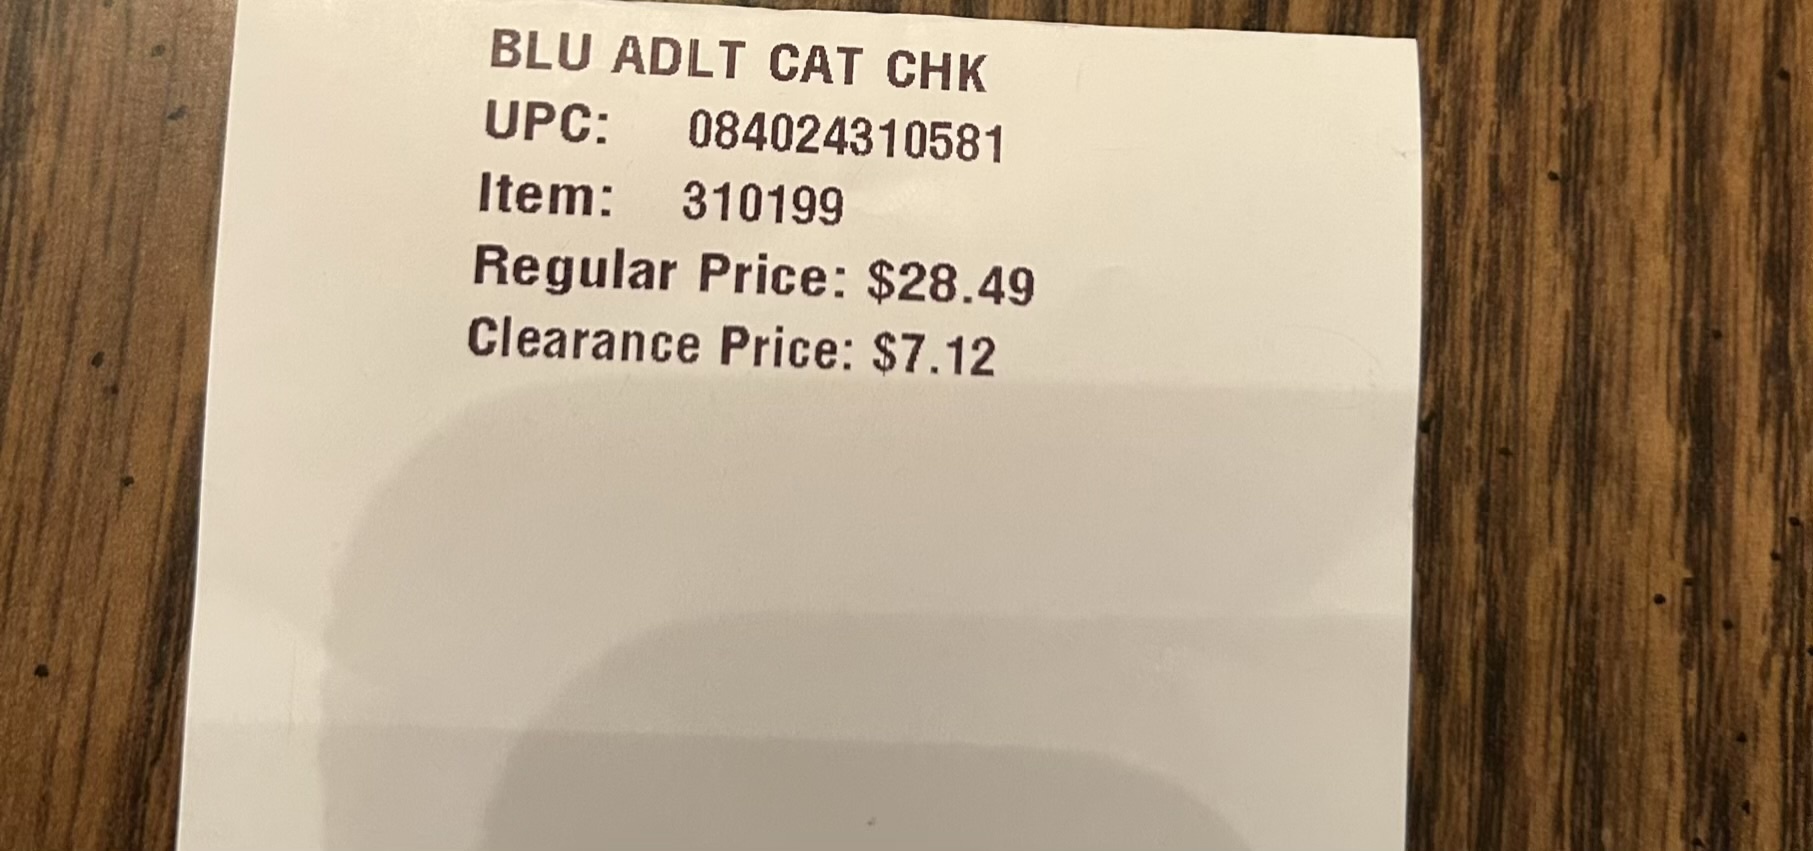 BLU ADLT CAT CHK
UPC: 084024310581
Item: 310199
Regular Price: $28.49
Clearance Price: $7.12